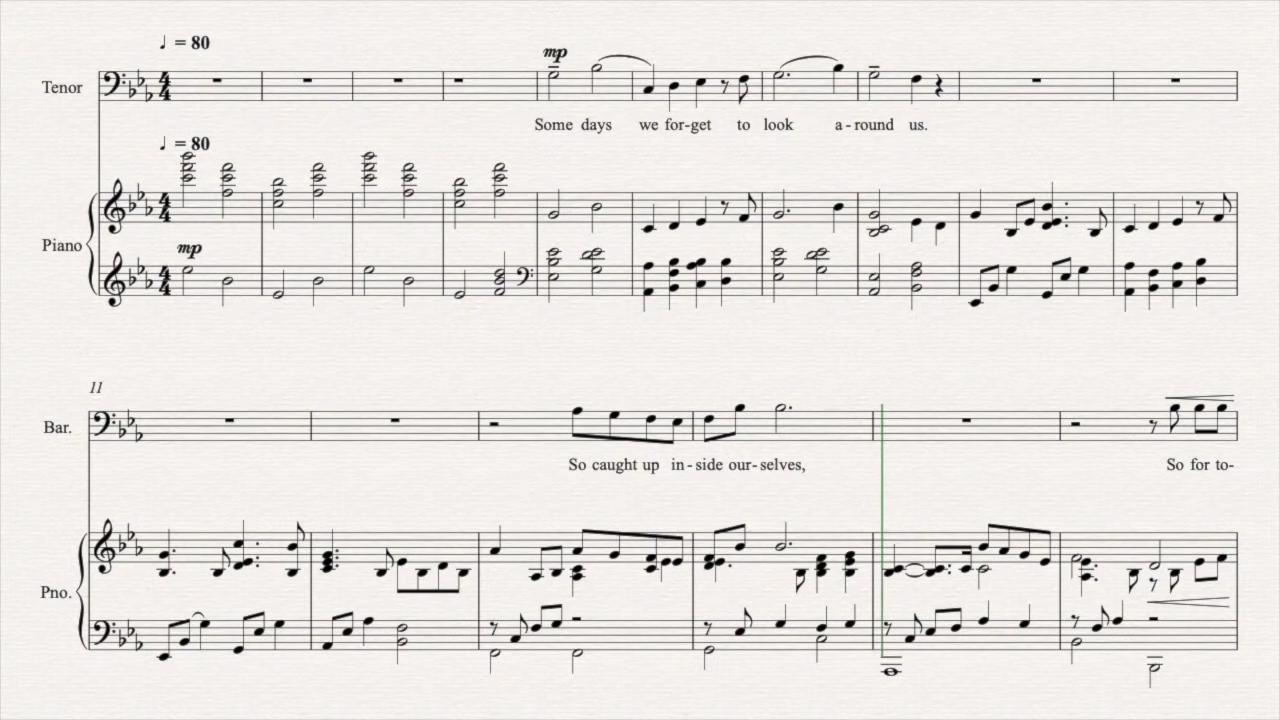 ♩ = 80
mp
Tenor
Some days we for-get to look a-round us.
♩ = 80
Piano
mp
11
Bar.
So caught up in-side our-selves, So for to-
Pno.